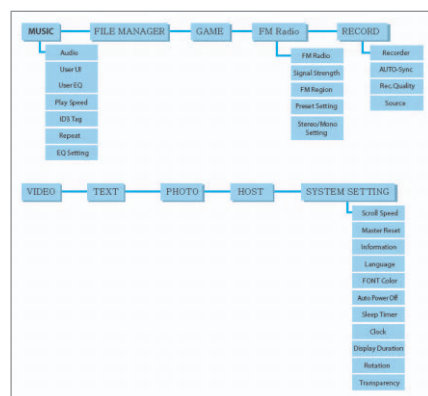 MUSIC FILE MANAGER GAME FM Radio RECORD
Audio
User UI
User EQ
Play Speed
ID3 Tag
Repeat
EQ Setting
FM Radio
Signal Strength
FM Region
Preset Setting
Stereo/Mono
Setting
Recorder
AUTO-Sync
Rec.Quality
Source
VIDEO TEXT PHOTO HOST SYSTEM SETTING
Scroll Speed
Master Reset
Information
Language
FONT Color
Auto Power Off
Sleep Timer
Clock
Display Duration
Rotation
Transparency